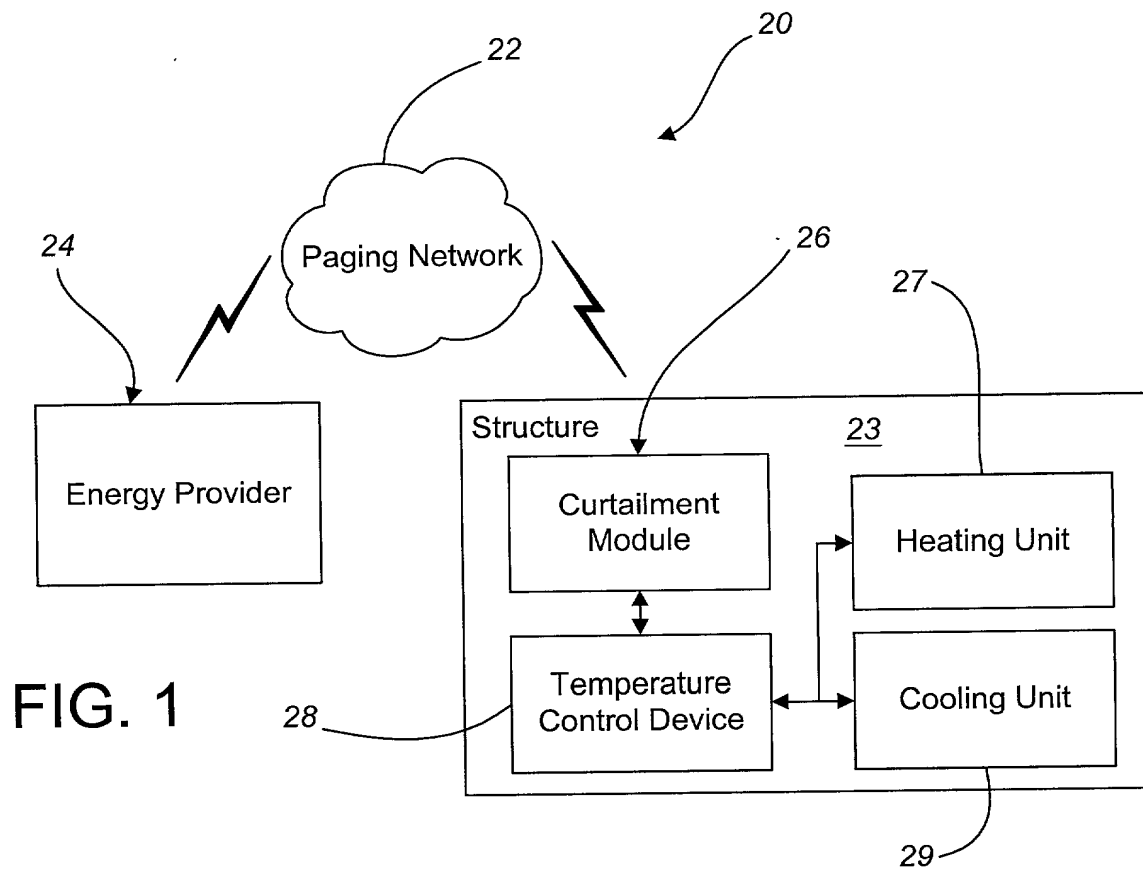 20
22
Paging Network
24
26
27
Energy Provider
Structure
23
Curtailment
Module
Heating Unit
Temperature
Control Device
Cooling Unit
FIG. 1
28
29